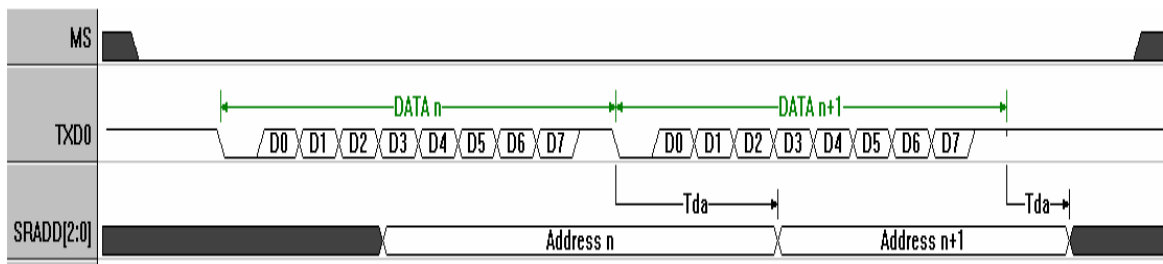 MS
DATA n DATA n+1
TXD0 D0 D1 D2 D3 D4 D5 D6 D7 D0 D1 D2 D3 D4 D5 D6 D7
Tda Tda
SRADD[2:0] Address n Address n+1